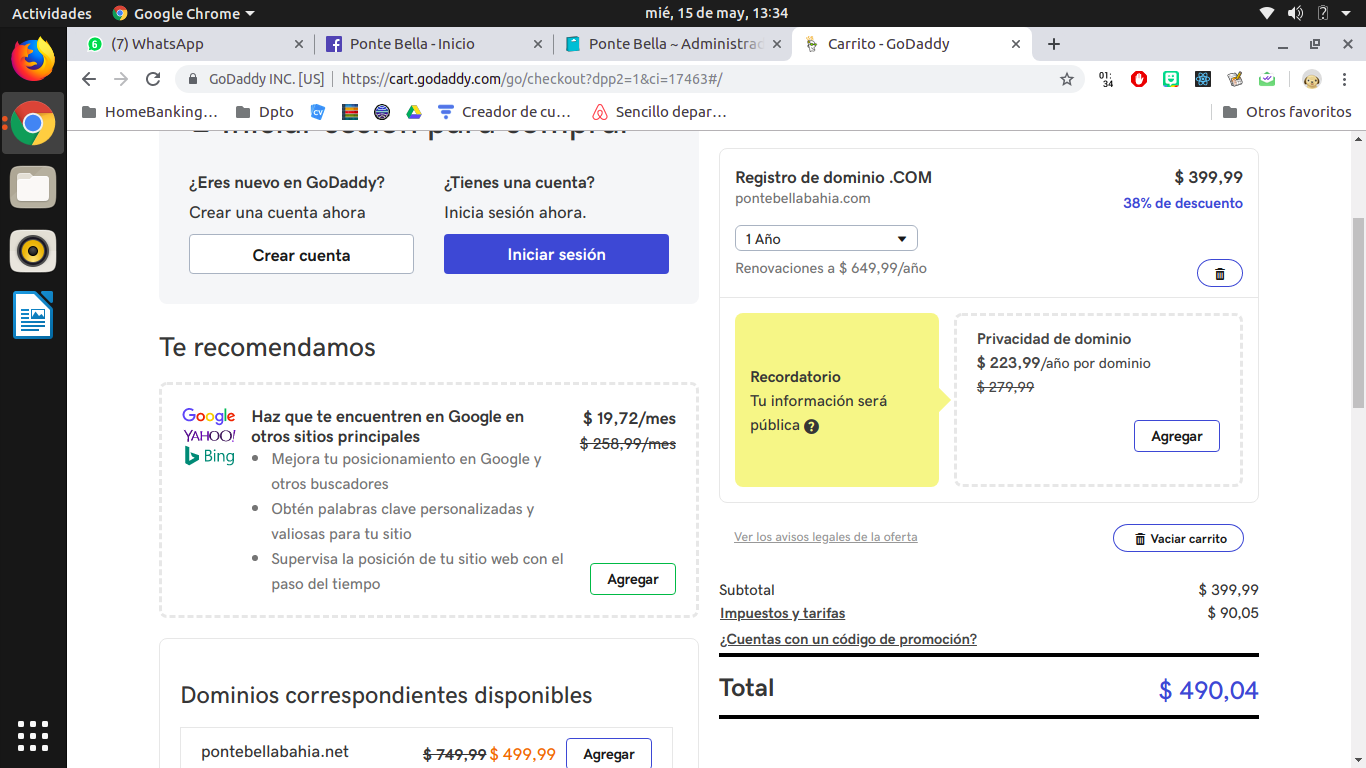 Actividades
Google Chrome
mié, 15 de may, 13:34
(7) WhatsApp
Ponte Bella - Inicio
Ponte Bella ~ Administrad
Carrito - GoDaddy
GoDaddy INC. [US]
https://cart.godaddy.com/go/checkout?dpp2=1&ci=17463#/
01:
34
HomeBanking...
Dpto
Creador de cu...
Sencillo depar...
Otros favoritos
Iniciar sesión para comprar
¿Eres nuevo en GoDaddy?
Crear una cuenta ahora
Crear cuenta
¿Tienes una cuenta?
Inicia sesión ahora.
Iniciar sesión
Te recomendamos
Google
YAHOO!
Bing
Haz que te encuentren en Google en
otros sitios principales
$ 19,72/mes
$ 258,99/mes
• Mejora tu posicionamiento en Google y
otros buscadores
• Obtén palabras clave personalizadas y
valiosas para tu sitio
• Supervisa la posición de tu sitio web con el
paso del tiempo
Agregar
Dominios correspondientes disponibles
pontebellabahia.net
$ 749,99 $ 499,99
Agregar
Registro de dominio .COM
$ 399,99
pontebellabahia.com
38% de descuento
1 Año
Renovaciones a $ 649,99/año
Recordatorio
Tu información será
pública ?
Privacidad de dominio
$ 223,99/año por dominio
$ 279,99
Agregar
Ver los avisos legales de la oferta
Vaciar carrito
Subtotal
$ 399,99
Impuestos y tarifas
$ 90,05
¿Cuentas con un código de promoción?
Total
$ 490,04